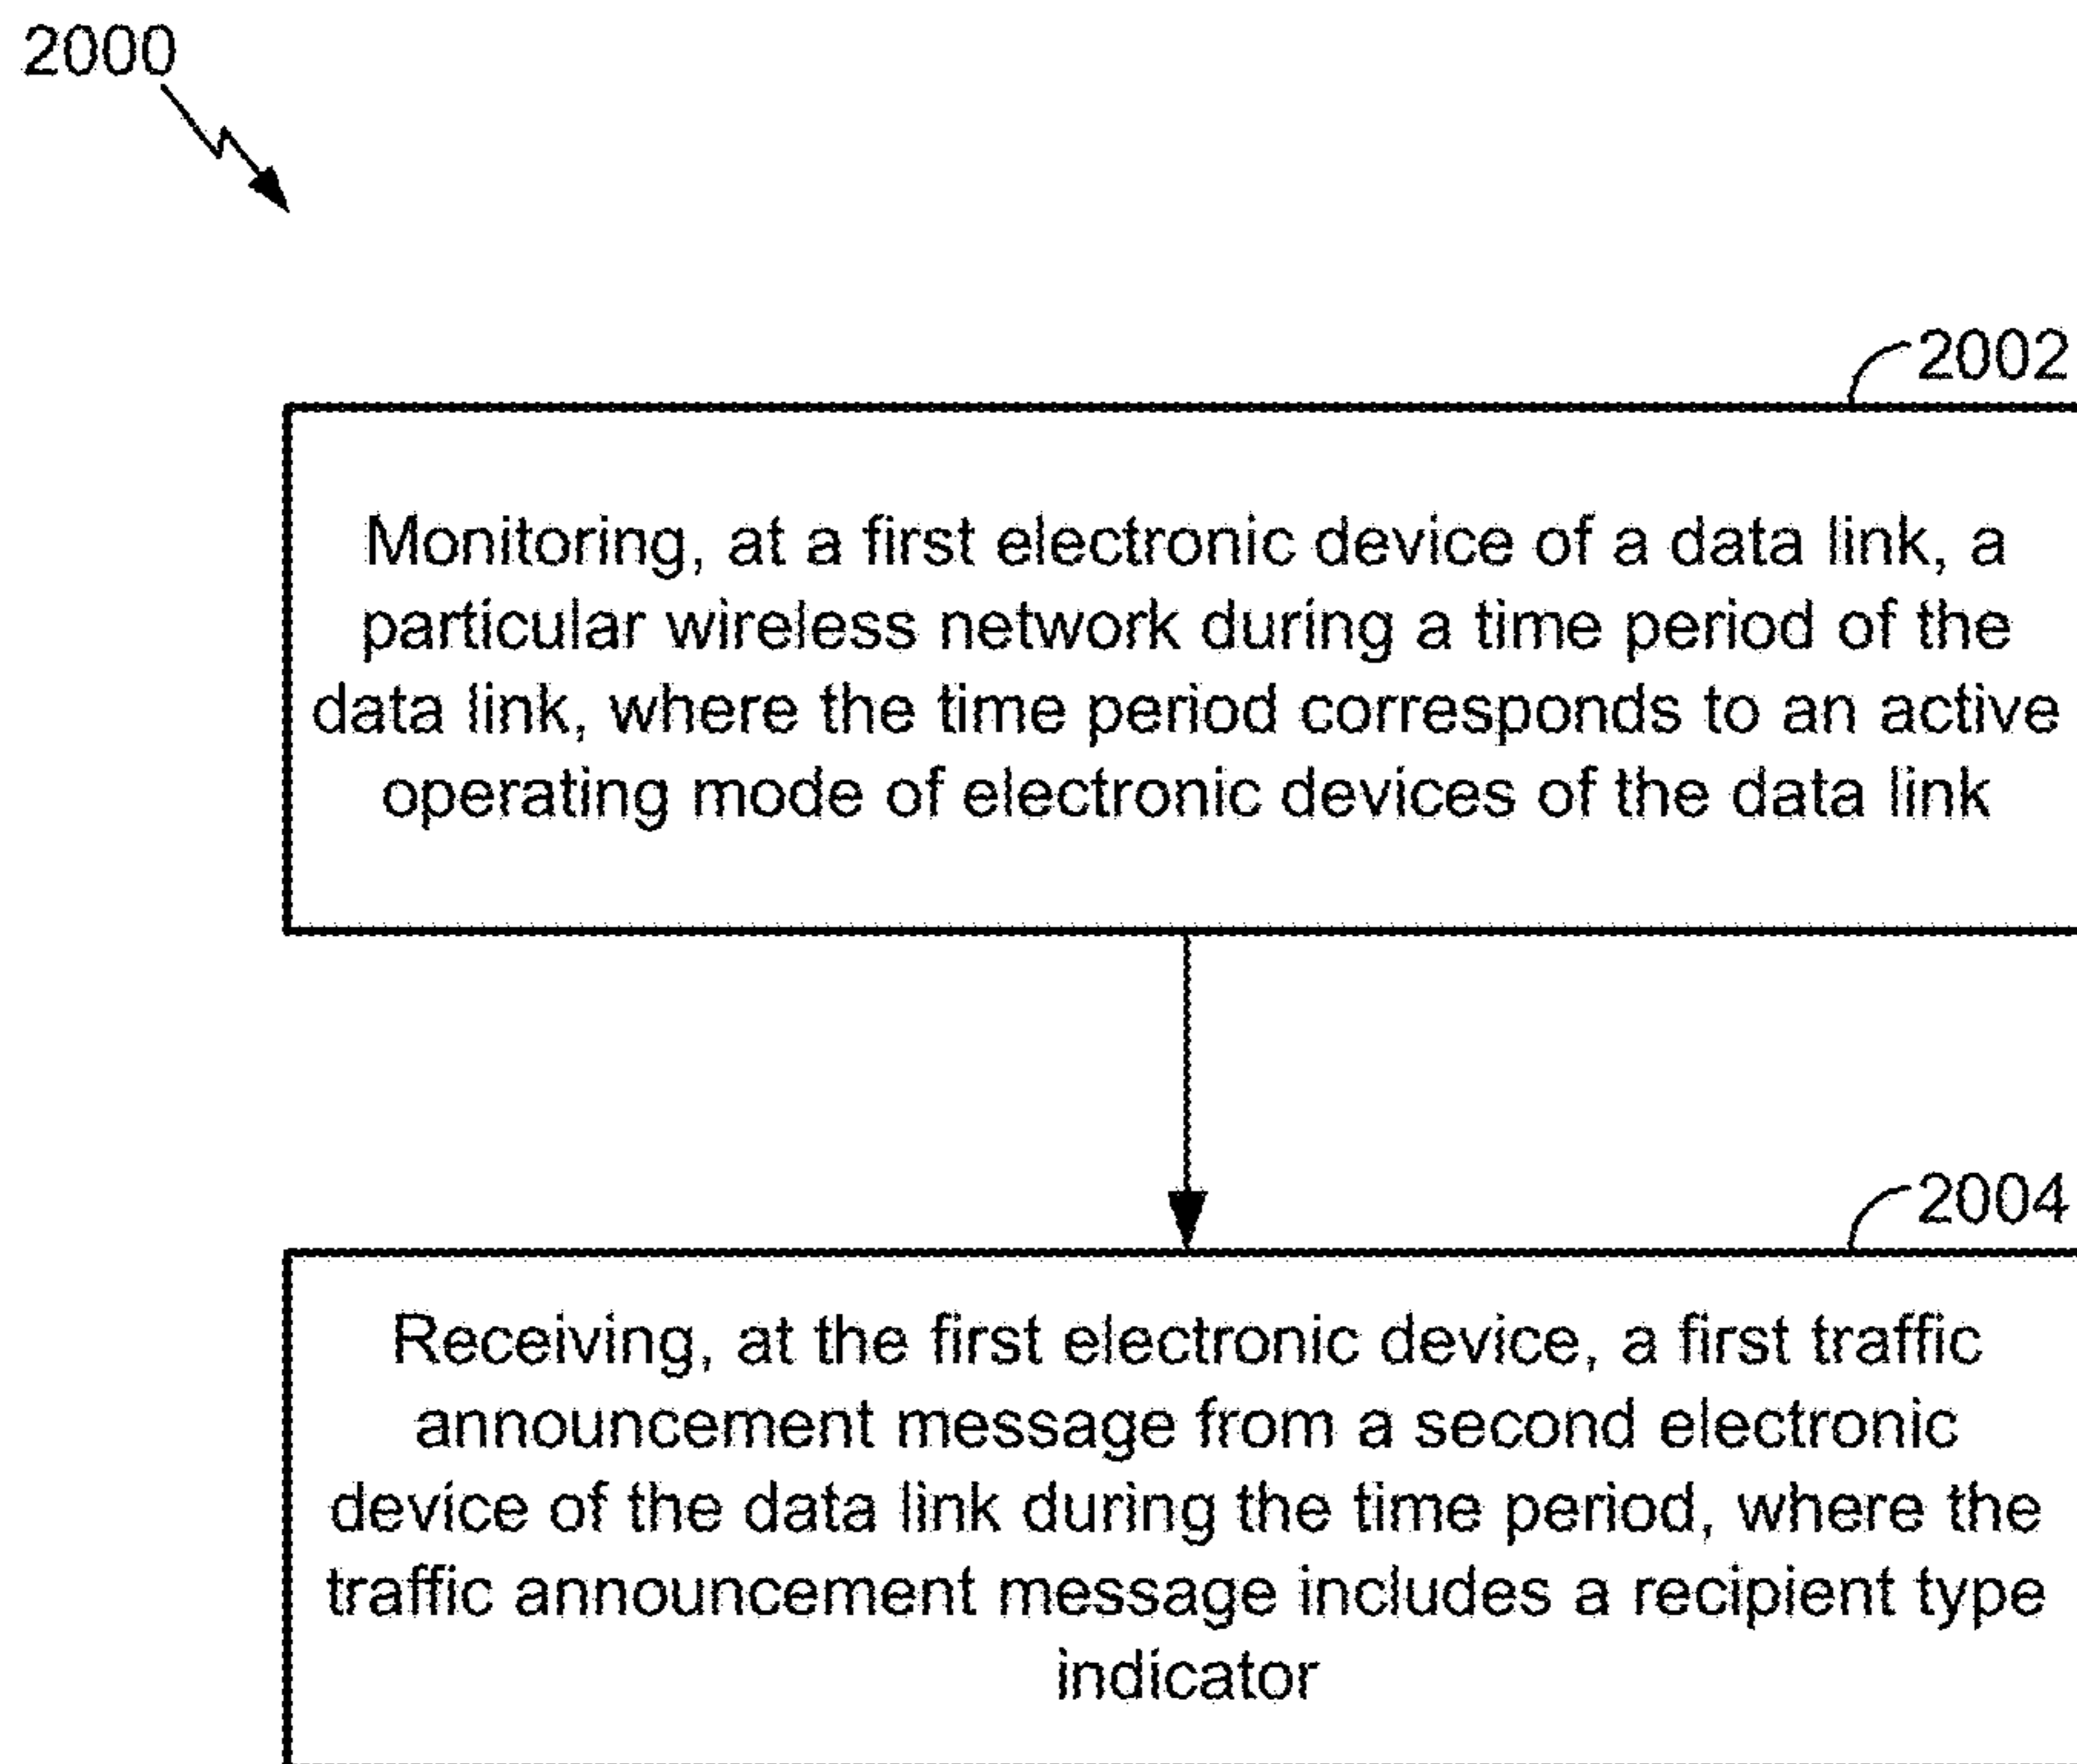 2000
2002
Monitoring, at a first electronic device of a data link, a
particular wireless network during a time period of the
data link, where the time period corresponds to an active
operating mode of electronic devices of the data link
2004
Receiving, at the first electronic device, a first traffic
announcement message from a second electronic
device of the data link during the time period, where the
traffic announcement message includes a recipient type
indicator